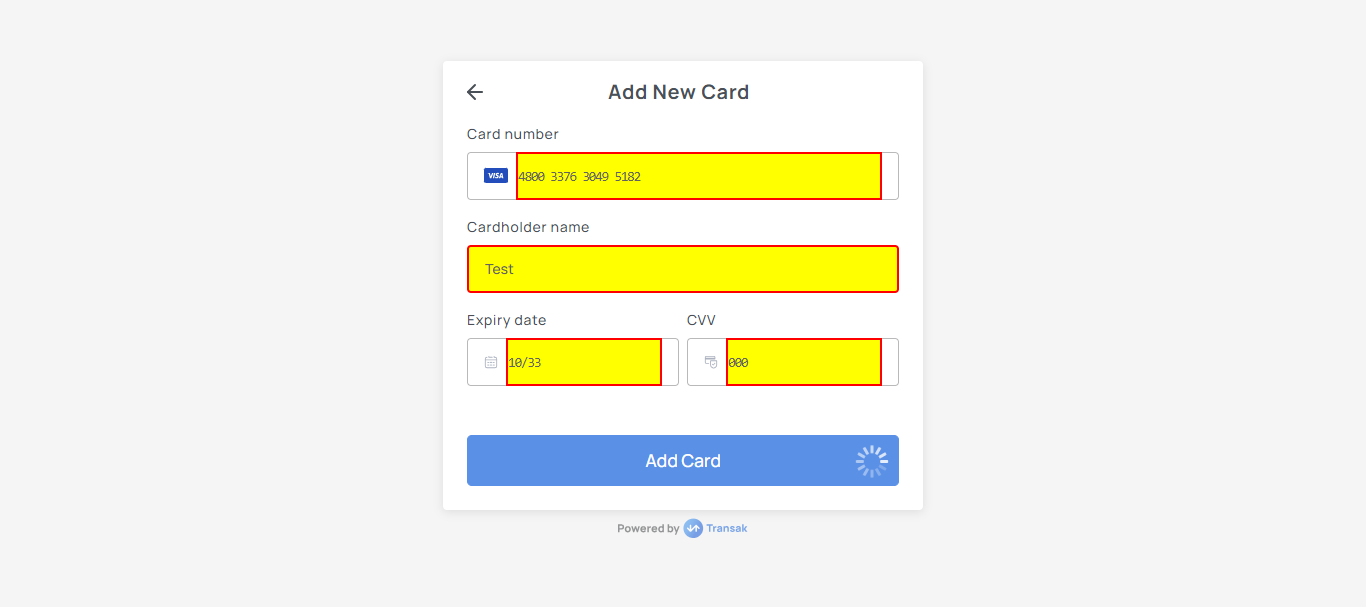 Add New Card
Card number
VISA 4800 3376 3049 5182
Cardholder name
Test
Expiry date CVV
10/33 000
Add Card
Powered by Transak